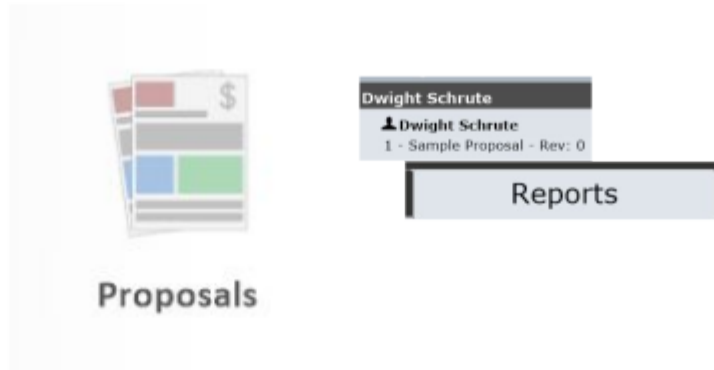 $
Proposals
Dwight Schrute
Dwight Schrute
1 - Sample Proposal - Rev: 0
Reports